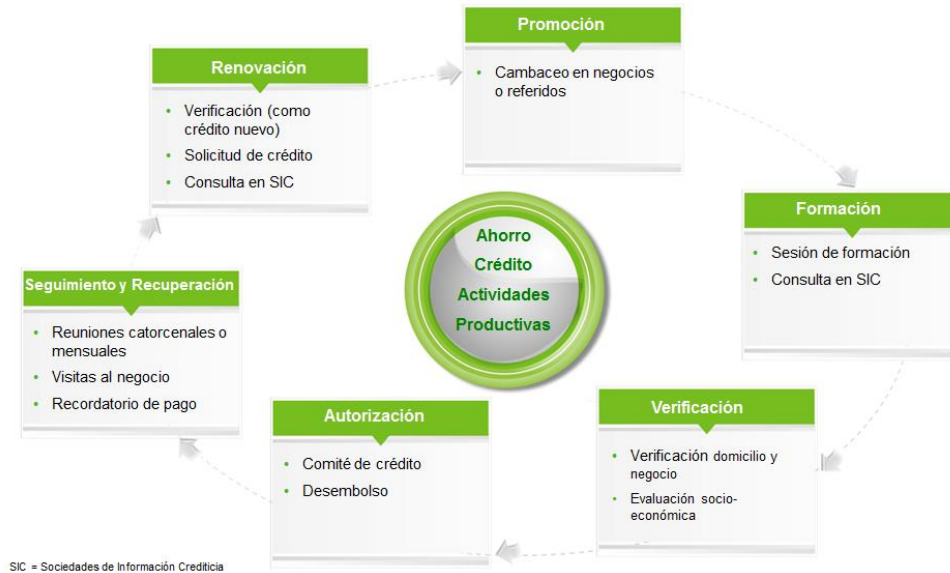 Promoción
• Cambaceo en negocios
o referidos
Formación
• Sesión de formación
• Consulta en SIC
Verificación
• Verificación domicilio y
negocio
• Evaluación socio-
económica
Autorización
• Comité de crédito
• Desembolso
Seguimiento y Recuperación
• Reuniones catorcenales o
mensuales
• Visitas al negocio
• Recordatorio de pago
Renovación
• Verificación (como
crédito nuevo)
• Solicitud de crédito
• Consulta en SIC
Ahorro
Crédito
Actividades
Productivas
SIC = Sociedades de Información Crediticia